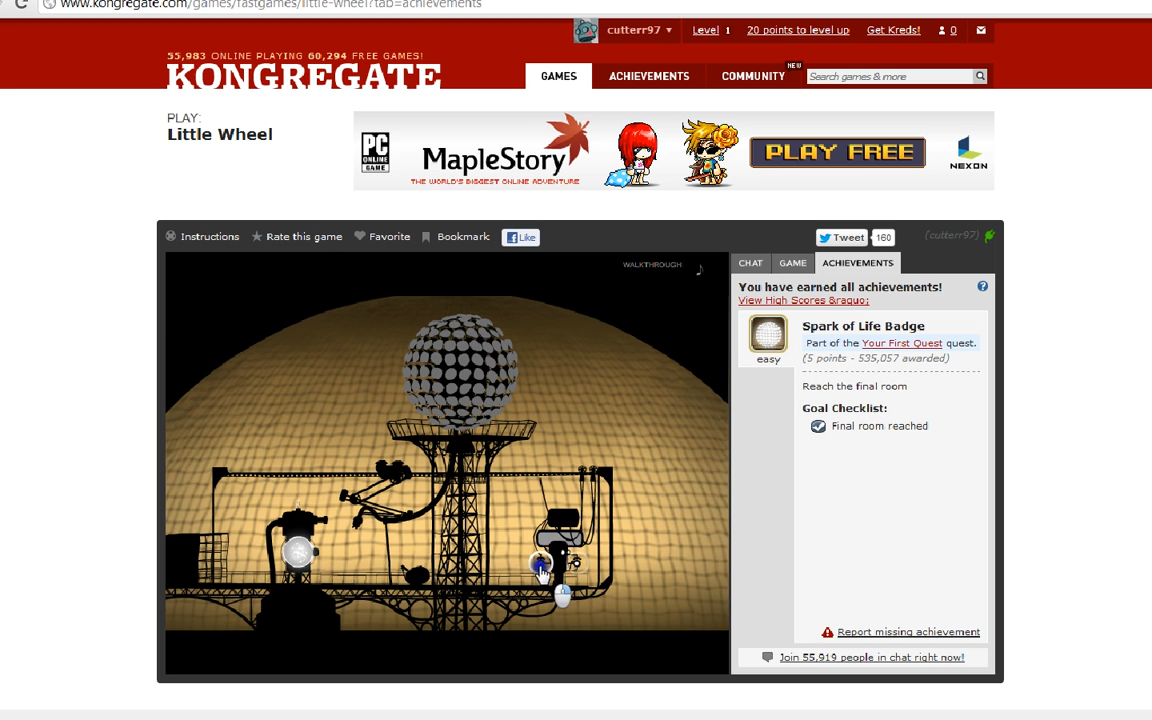 www.kongregate.com/games/fastgames/little-wheel?tab=achievements
cutterr97 Level 1 20 points to level up Get Kreds! 0
55,983 ONLINE PLAYING 60,294 FREE GAMES!
KONGREGATE
GAMES ACHIEVEMENTS COMMUNITY NEW Search games & more
PLAY:
Little Wheel
PC ONLINE GAME
MapleStory
THE WORLD'S BIGGEST ONLINE ADVENTURE
PLAY FREE
NEXON
Instructions Rate this game Favorite Bookmark Like Tweet 160 (cutterr97)
WALKTHROUGH
CHAT GAME ACHIEVEMENTS
You have earned all achievements!
View High Scores &raquo;
Spark of Life Badge
Part of the Your First Quest quest.
easy (5 points - 535,057 awarded)
Reach the final room
Goal Checklist:
Final room reached
Report missing achievement
Join 55,919 people in chat right now!